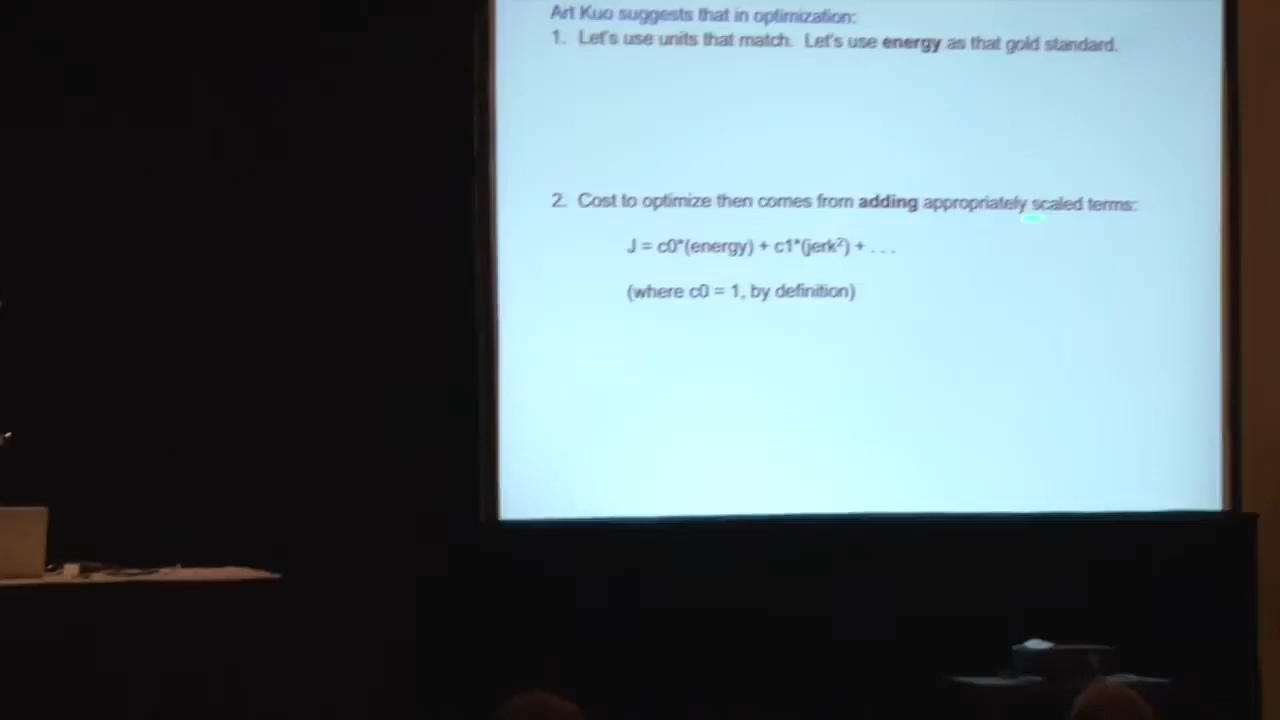 Art Kuo suggests that in optimization:
1. Let's use units that match. Let's use energy as that gold standard.
2. Cost to optimize then comes from adding appropriately scaled terms:
J = c0*(energy) + c1*(jerk²) + . . .
(where c0 = 1, by definition)